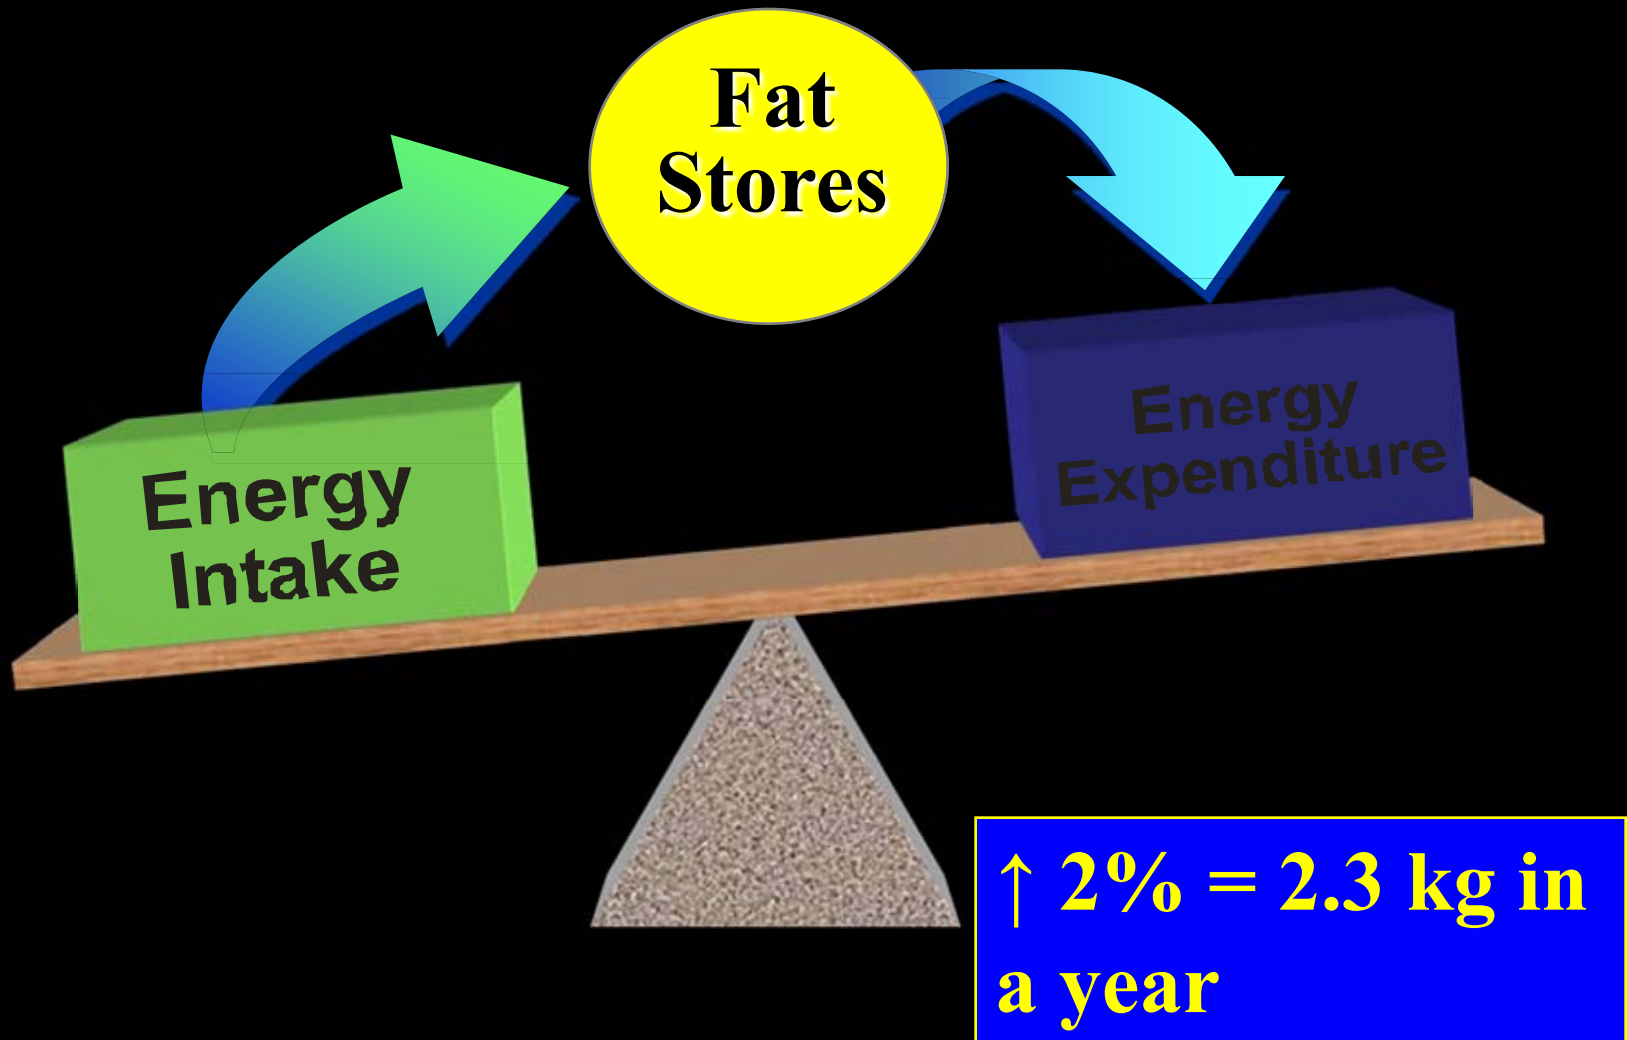 Fat
Stores
Energy
Intake
Energy
Expenditure
↑ 2% = 2.3 kg in
a year